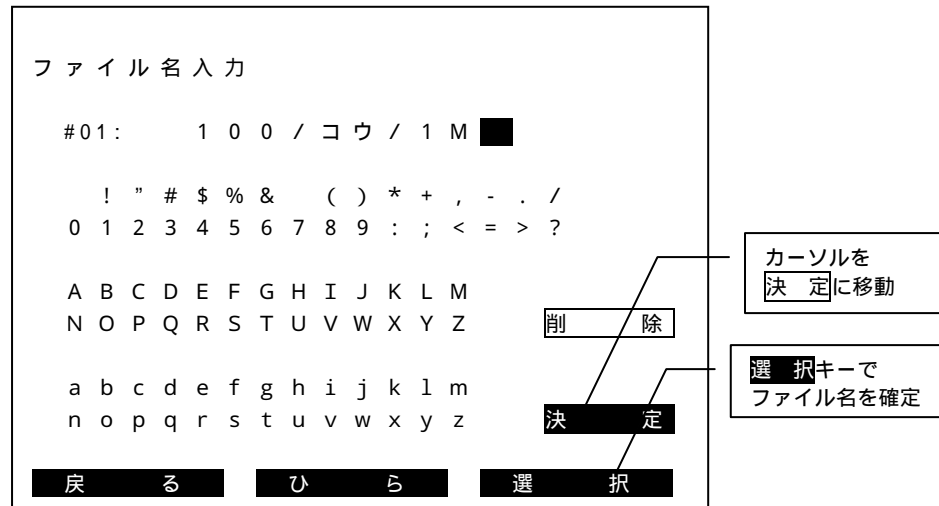 ファイル名入力
#01: 100/コウ/1M
! ” # $ % & ( ) * + , - . /
0 1 2 3 4 5 6 7 8 9 : ; < = > ?
A B C D E F G H I J K L M
N O P Q R S T U V W X Y Z
削 除
a b c d e f g h i j k l m
n o p q r s t u v w x y z
決 定
戻 る ひ ら 選 択
カーソルを
決 定に移動
選 択キーで
ファイル名を確定